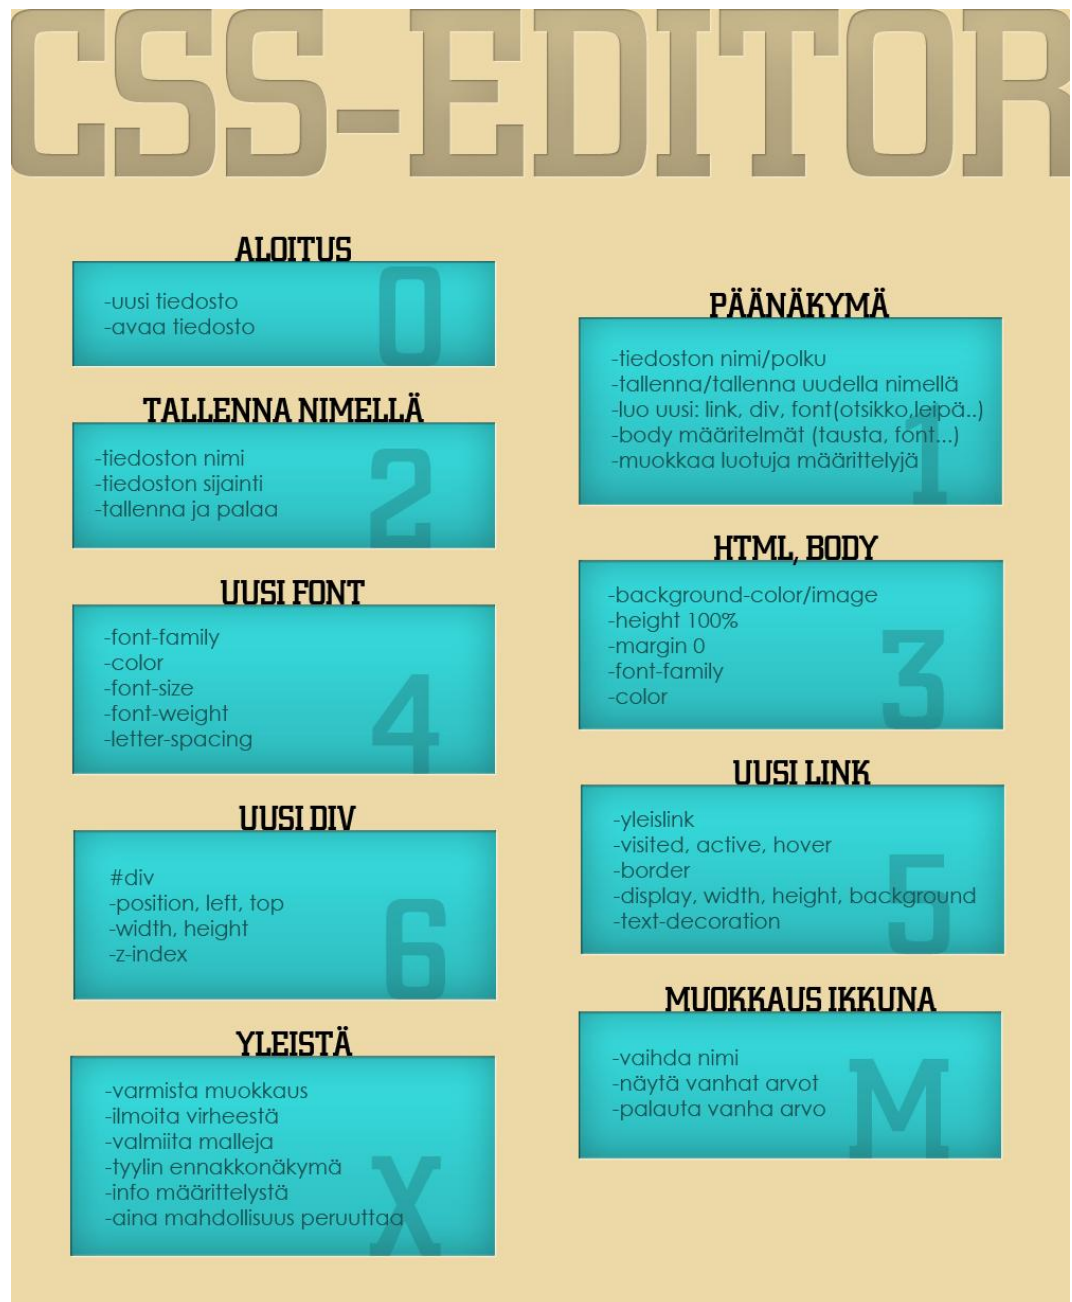 CSS-EDITOR
ALOITUS
0
-uusi tiedosto
-avaa tiedosto
PÄÄNÄKYMÄ
1
-tiedoston nimi/polku
-tallenna/tallenna uudella nimellä
-luo uusi: link, div, font(otsikko,leipä..)
-body määritelmät (tausta, font...)
-muokkaa luotuja määrittelyjä
TALLENNA NIMELLÄ
2
-tiedoston nimi
-tiedoston sijainti
-tallenna ja palaa
HTML, BODY
3
-background-color/image
-height 100%
-margin 0
-font-family
-color
UUSI FONT
4
-font-family
-color
-font-size
-font-weight
-letter-spacing
UUSI LINK
5
-yleislink
-visited, active, hover
-border
-display, width, height, background
-text-decoration
UUSI DIV
6
#div
-position, left, top
-width, height
-z-index
MUOKKAUS IKKUNA
M
-vaihda nimi
-näytä vanhat arvot
-palauta vanha arvo
YLEISTÄ
X
-varmista muokkaus
-ilmoita virheestä
-valmiita malleja
-tyylin ennakkonäkymä
-info määrittelystä
-aina mahdollisuus peruuttaa